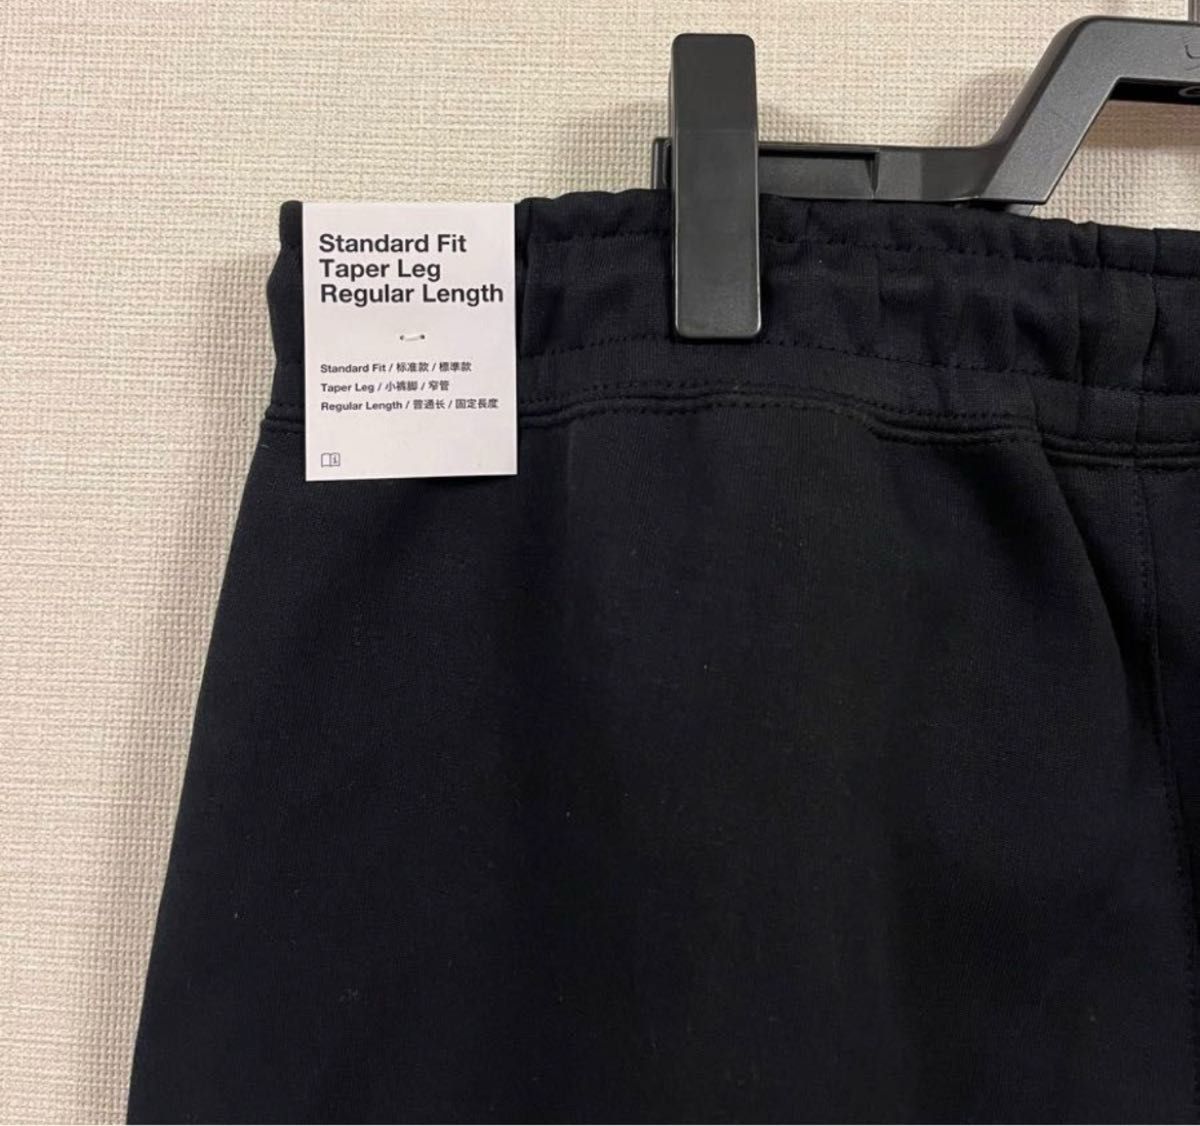 Standard Fit
Taper Leg
Regular Length
Standard Fit / 标准款 / 標準款
Taper Leg / 小裤脚 / 窄管
Regular Length / 普通长 / 固定長度